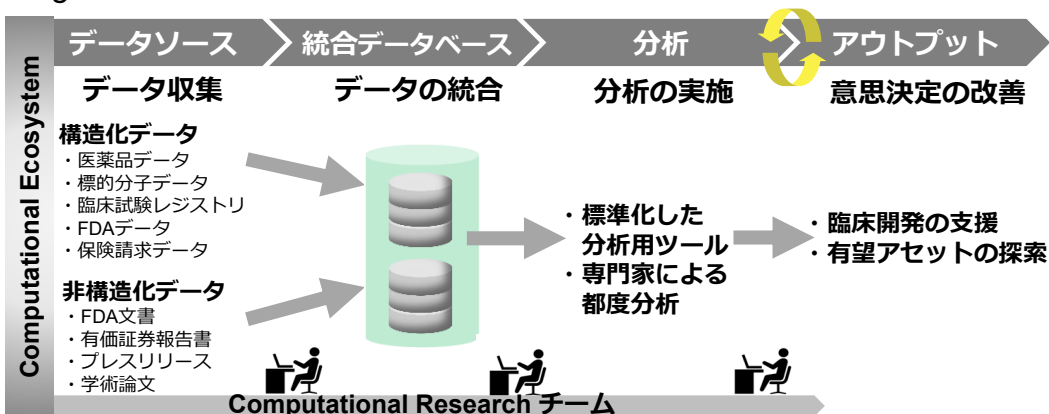 Computational Ecosystem
データソース
統合データベース
分析
アウトプット
データ収集
データの統合
分析の実施
意思決定の改善
構造化データ
・医薬品データ
・標的分子データ
・臨床試験レジストリ
・FDAデータ
・保険請求データ
非構造化データ
・FDA文書
・有価証券報告書
・プレスリリース
・学術論文
・標準化した
分析用ツール
・専門家による
都度分析
・臨床開発の支援
・有望アセットの探索
Computational Research チーム